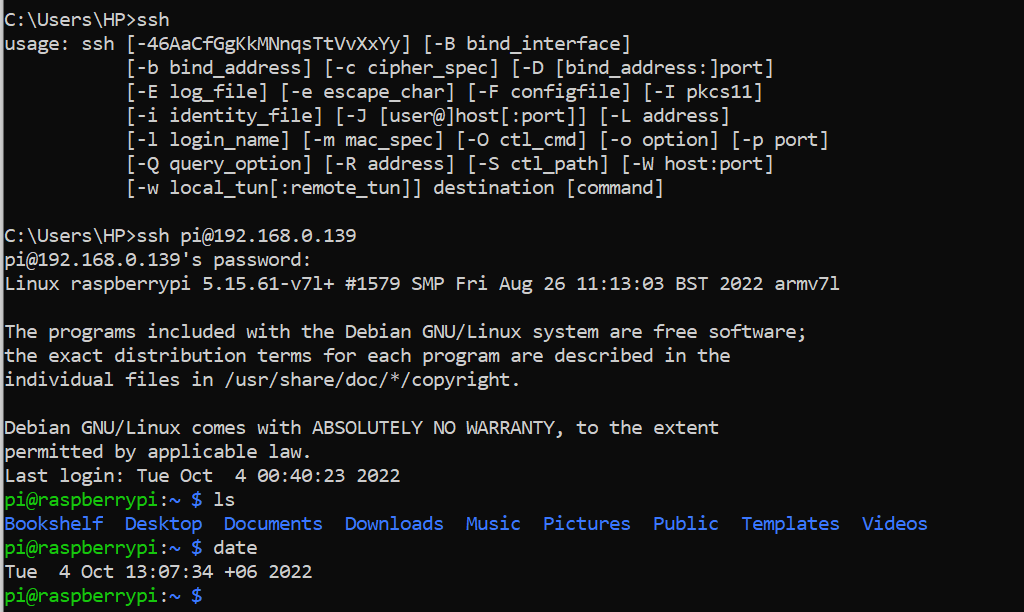 C:\Users\HP>ssh
usage: ssh [-46AaCfGgKkMNnqsTtVvXxYy] [-B bind_interface]
           [-b bind_address] [-c cipher_spec] [-D [bind_address:]port]
           [-E log_file] [-e escape_char] [-F configfile] [-I pkcs11]
           [-i identity_file] [-J [user@]host[:port]] [-L address]
           [-l login_name] [-m mac_spec] [-O ctl_cmd] [-o option] [-p port]
           [-Q query_option] [-R address] [-S ctl_path] [-W host:port]
           [-w local_tun[:remote_tun]] destination [command]

C:\Users\HP>ssh pi@192.168.0.139
pi@192.168.0.139's password:
Linux raspberrypi 5.15.61-v7l+ #1579 SMP Fri Aug 26 11:13:03 BST 2022 armv7l

The programs included with the Debian GNU/Linux system are free software;
the exact distribution terms for each program are described in the
individual files in /usr/share/doc/*/copyright.

Debian GNU/Linux comes with ABSOLUTELY NO WARRANTY, to the extent
permitted by applicable law.
Last login: Tue Oct  4 00:40:23 2022
pi@raspberrypi:~ $ ls
Bookshelf  Desktop  Documents  Downloads  Music  Pictures  Public  Templates  Videos
pi@raspberrypi:~ $ date
Tue  4 Oct 13:07:34 +06 2022
pi@raspberrypi:~ $